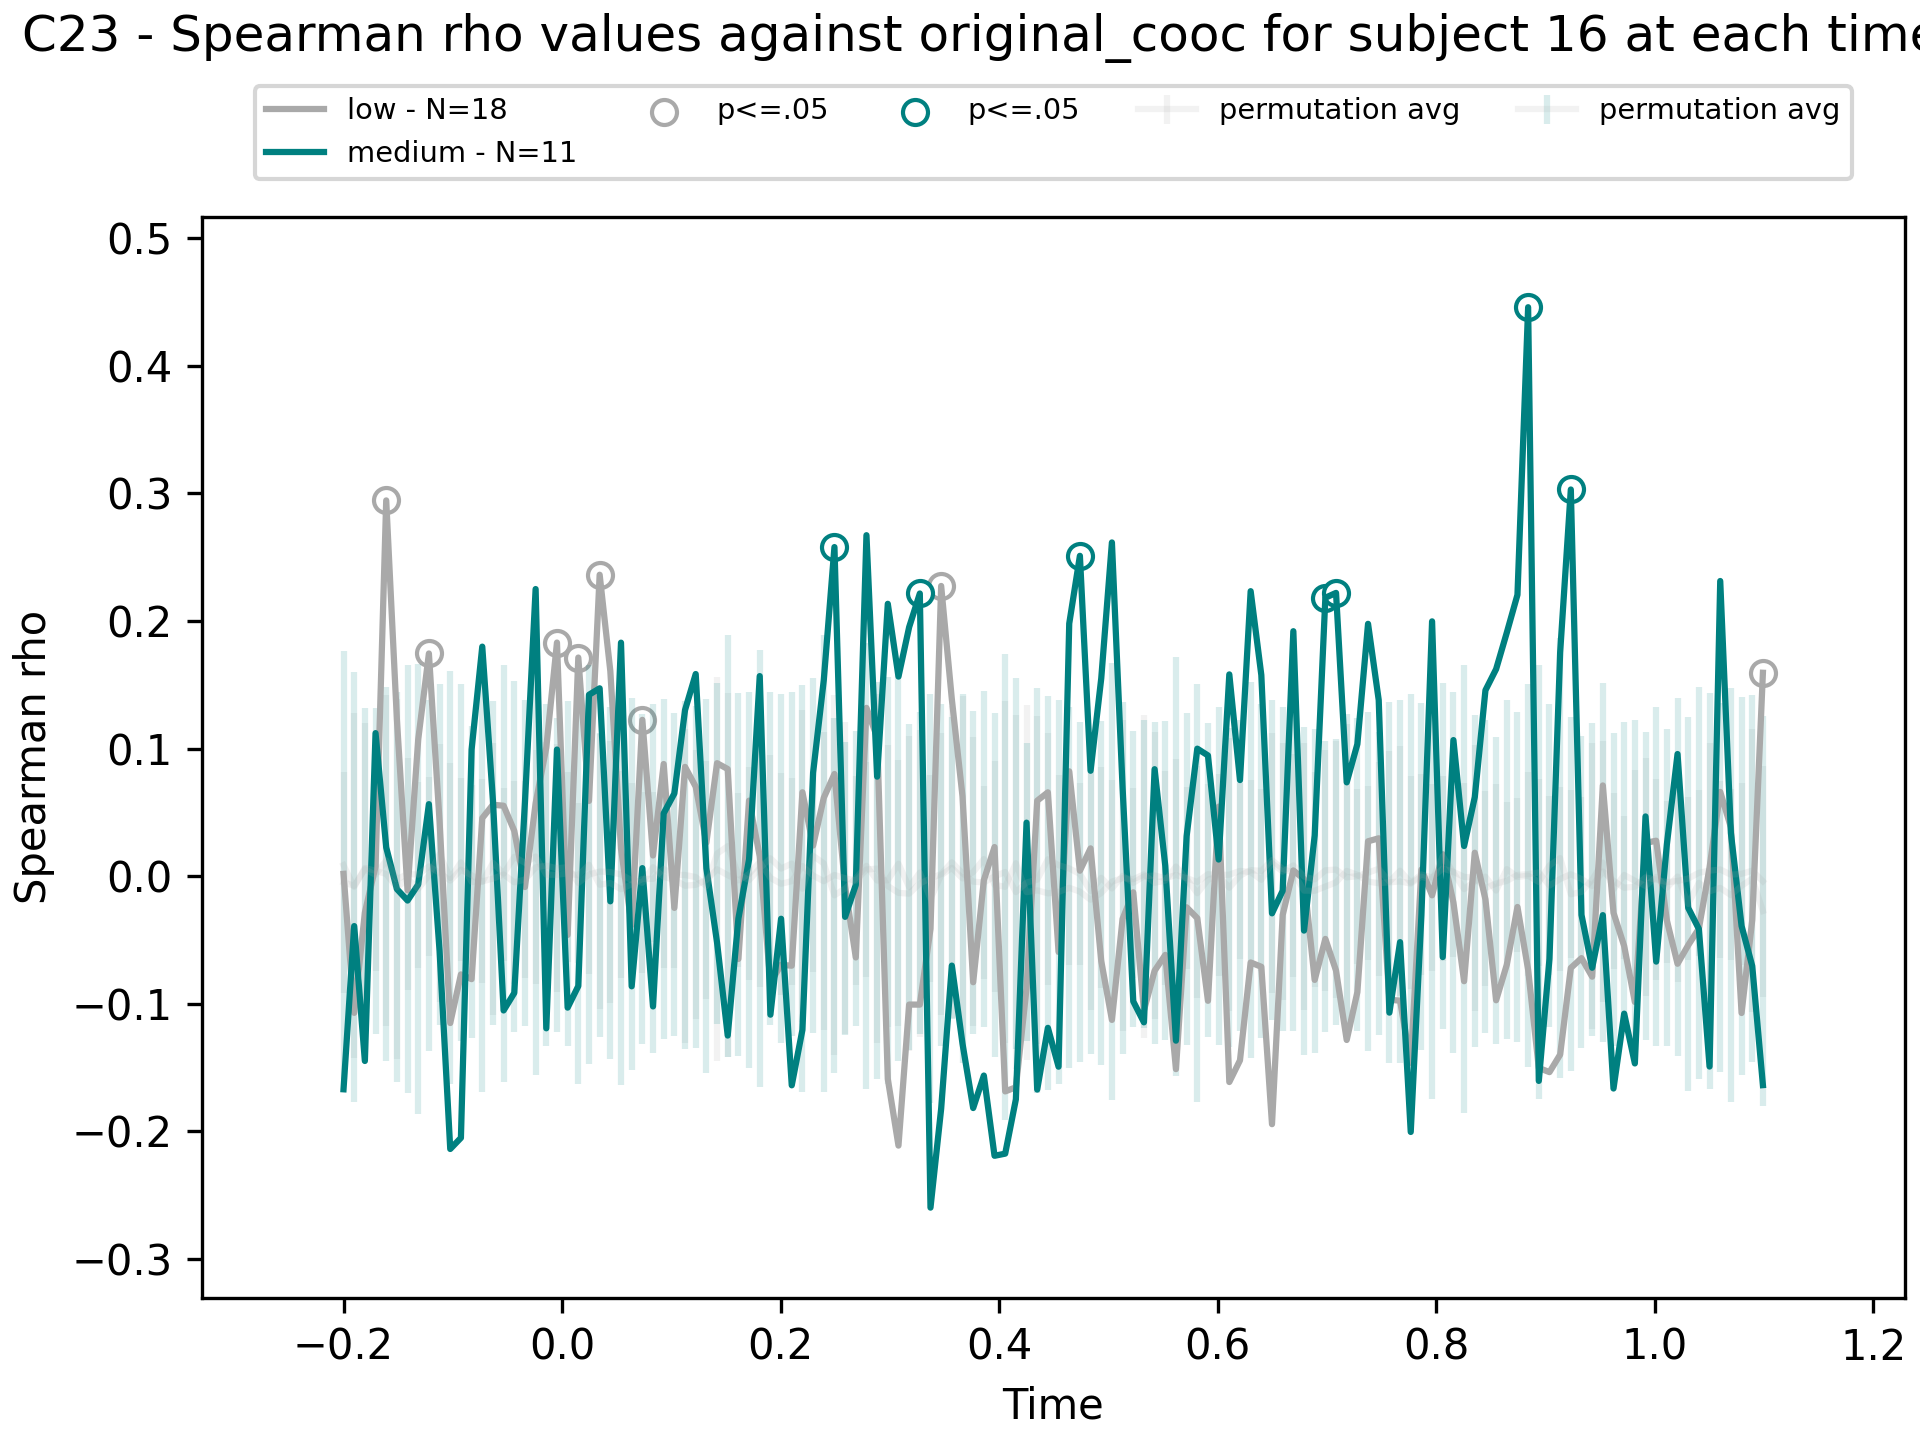 C23 - Spearman rho values against original_cooc for subject 16 at each time
low - N=18 p<=.05 p<=.05 permutation avg permutation avg
medium - N=11
0.5
0.4
0.3
0.2
0.1
0.0
−0.1
−0.2
−0.3
Spearman rho
−0.2 0.0 0.2 0.4 0.6 0.8 1.0 1.2
Time